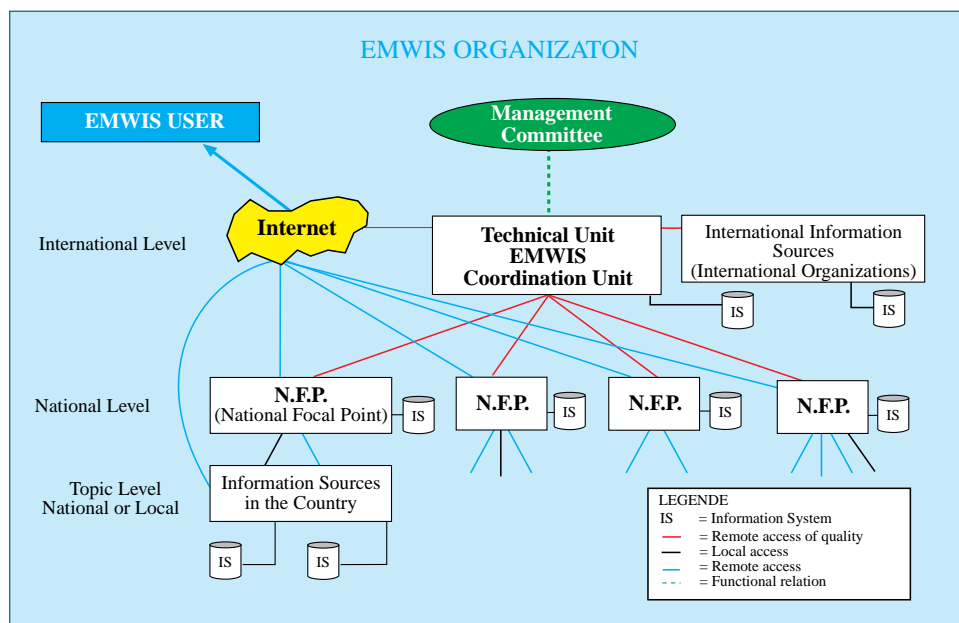 EMWIS ORGANIZATON
EMWIS USER
Management
Committee
Internet
International Level
Technical Unit
EMWIS
Coordination Unit
International Information
Sources
(International Organizations)
IS
IS
National Level
N.F.P.
(National Focal Point)
IS
N.F.P.
IS
N.F.P.
IS
N.F.P.
IS
Topic Level
National or Local
Information Sources
in the Country
IS
IS
LEGENDE
IS = Information System
= Remote access of quality
= Local access
= Remote access
= Functional relation